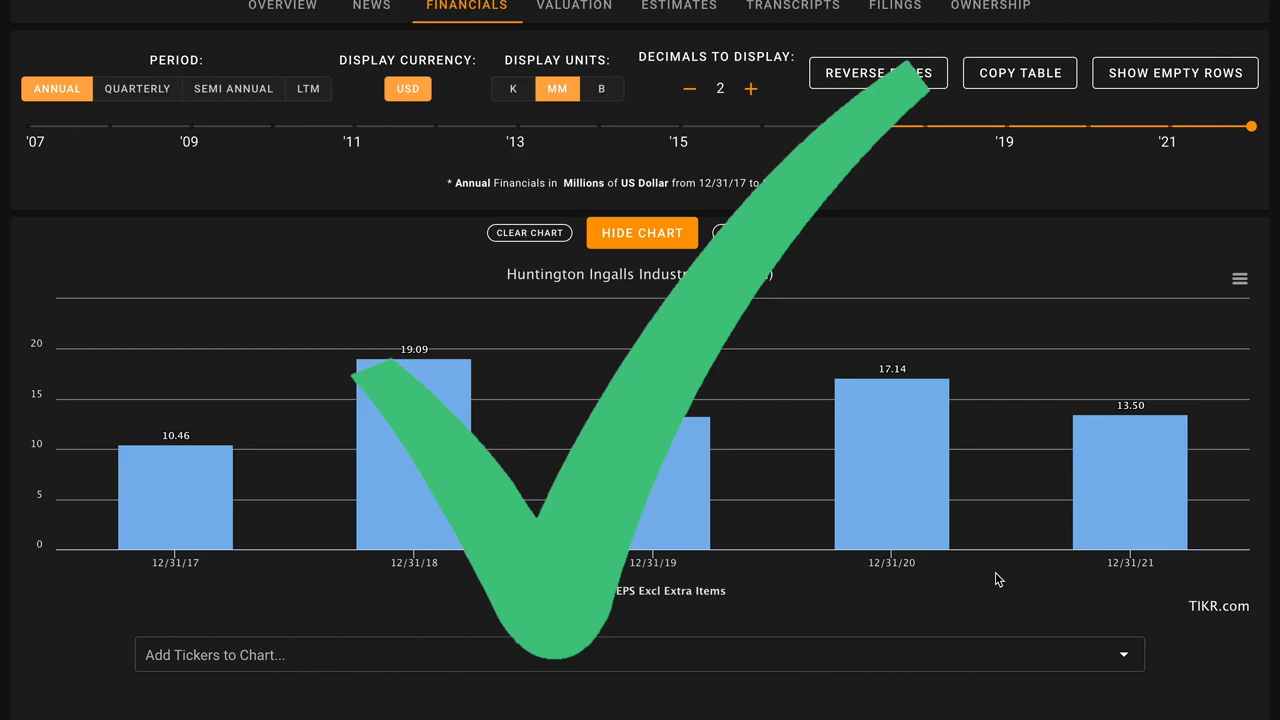 OVERVIEW NEWS FINANCIALS VALUATION ESTIMATES TRANSCRIPTS FILINGS OWNERSHIP
PERIOD: DISPLAY CURRENCY: DISPLAY UNITS: DECIMALS TO DISPLAY:
ANNUAL QUARTERLY SEMI ANNUAL LTM USD K MM B − 2 + REVERSE COPY TABLE SHOW EMPTY ROWS
'07 '09 '11 '13 '15 '19 '21
* Annual Financials in Millions of US Dollar from 12/31/17 to
CLEAR CHART HIDE CHART
Huntington Ingalls
20
15
10
5
0
10.46 19.09 17.14 13.50
12/31/17 12/31/18 12/31/19 12/31/20 12/31/21
EPS Excl Extra Items
TIKR.com
Add Tickers to Chart...